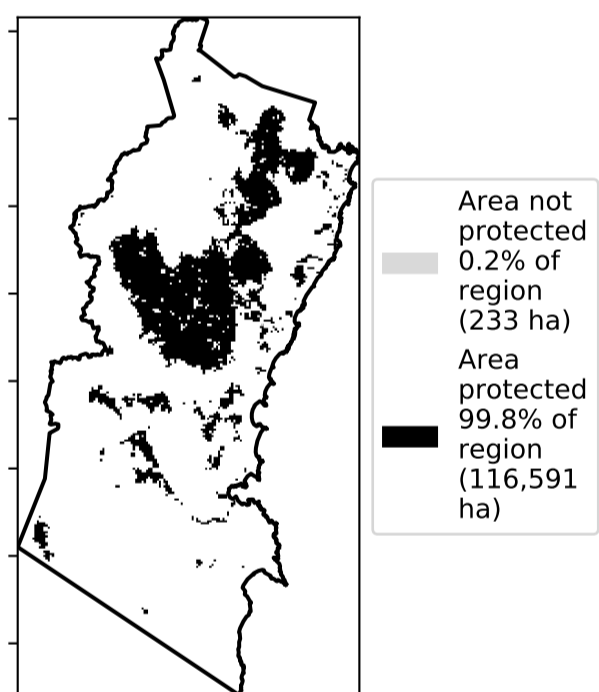 Area not
protected
0.2% of
region
(233 ha)
Area
protected
99.8% of
region
(116,591
ha)